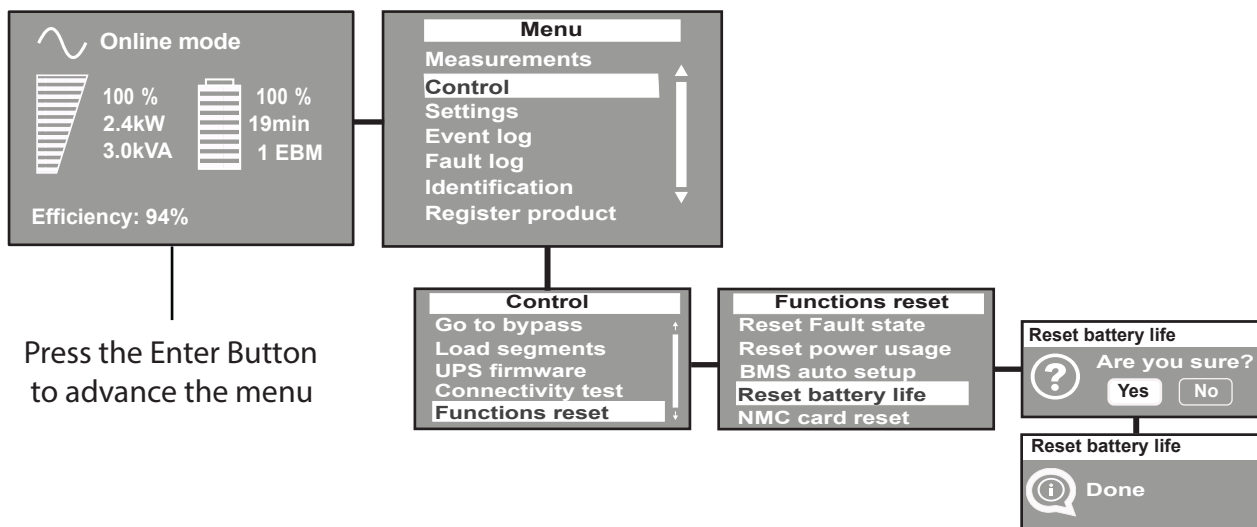 Online mode
100 %
2.4kW
3.0kVA
100 %
19min
1 EBM
Efficiency: 94%
Press the Enter Button
to advance the menu
Menu
Measurements
Control
Settings
Event log
Fault log
Identification
Register product
Control
Go to bypass
Load segments
UPS firmware
Connectivity test
Functions reset
Functions reset
Reset Fault state
Reset power usage
BMS auto setup
Reset battery life
NMC card reset
Reset battery life
Are you sure?
Yes No
Reset battery life
Done